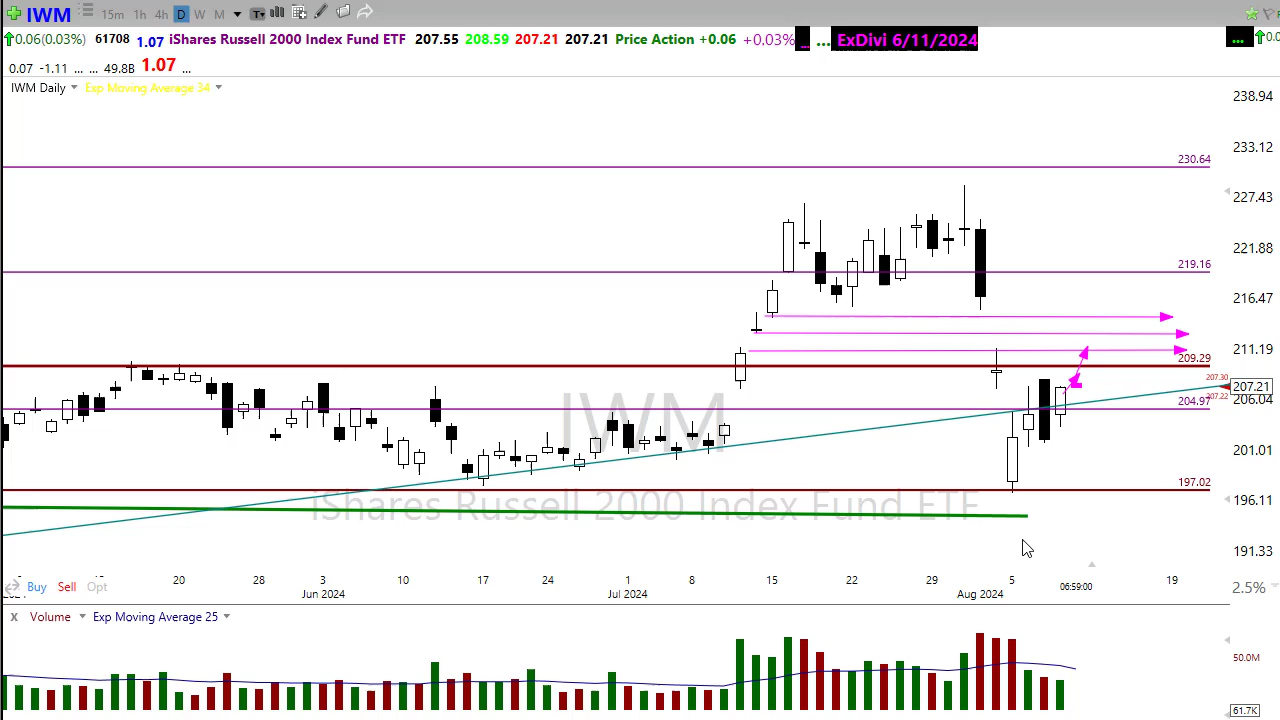 IWM 15m 1h 4h D W M T
0.06(0.03%) 61708 1.07 iShares Russell 2000 Index Fund ETF 207.55 208.59 207.21 207.21 Price Action +0.06 +0.03% ... ... ExDivi 6/11/2024 ... 0.0
0.07 -1.11 ... ... 49.8B 1.07 ...
IWM Daily Exp Moving Average 34
238.94
233.12
230.64
227.43
221.88
219.16
216.47
211.19
209.29
207.30
207.21
207.22
206.04
204.97
IWM
201.01
197.02
iShares Russell 2000 Index Fund ETF
196.11
191.33
20 28 3 10 17 24 1 8 15 22 29 5 06:59:00 19
Buy Sell Opt 2.5%
Jun 2024 Jul 2024 Aug 2024
X Volume Exp Moving Average 25
50.0M
61.7K